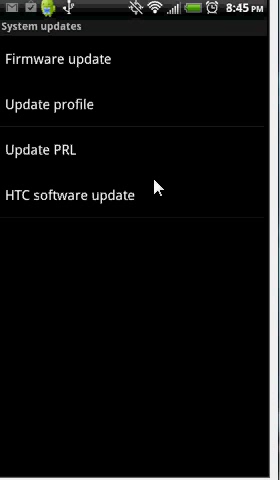 8:45 PM
System updates
Firmware update
Update profile
Update PRL
HTC software update